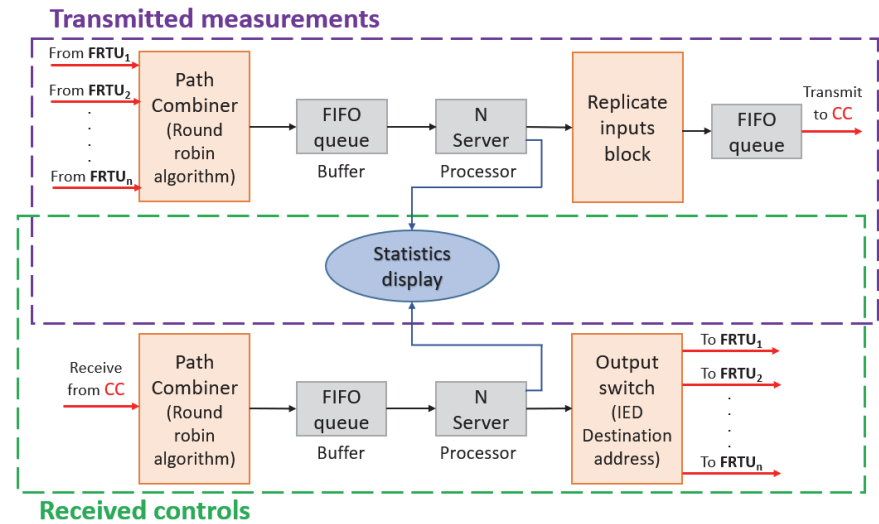 Transmitted measurements
From FRTU1
From FRTU2
.
.
.
.
From FRTUn
Path
Combiner
(Round
robin
algorithm)
FIFO
queue
Buffer
N
Server
Processor
Replicate
inputs
block
FIFO
queue
Transmit
to CC
Statistics
display
Receive
from CC
Path
Combiner
(Round
robin
algorithm)
FIFO
queue
Buffer
N
Server
Processor
Output
switch
(IED
Destination
address)
To FRTU1
To FRTU2
.
.
.
.
To FRTUn
Received controls